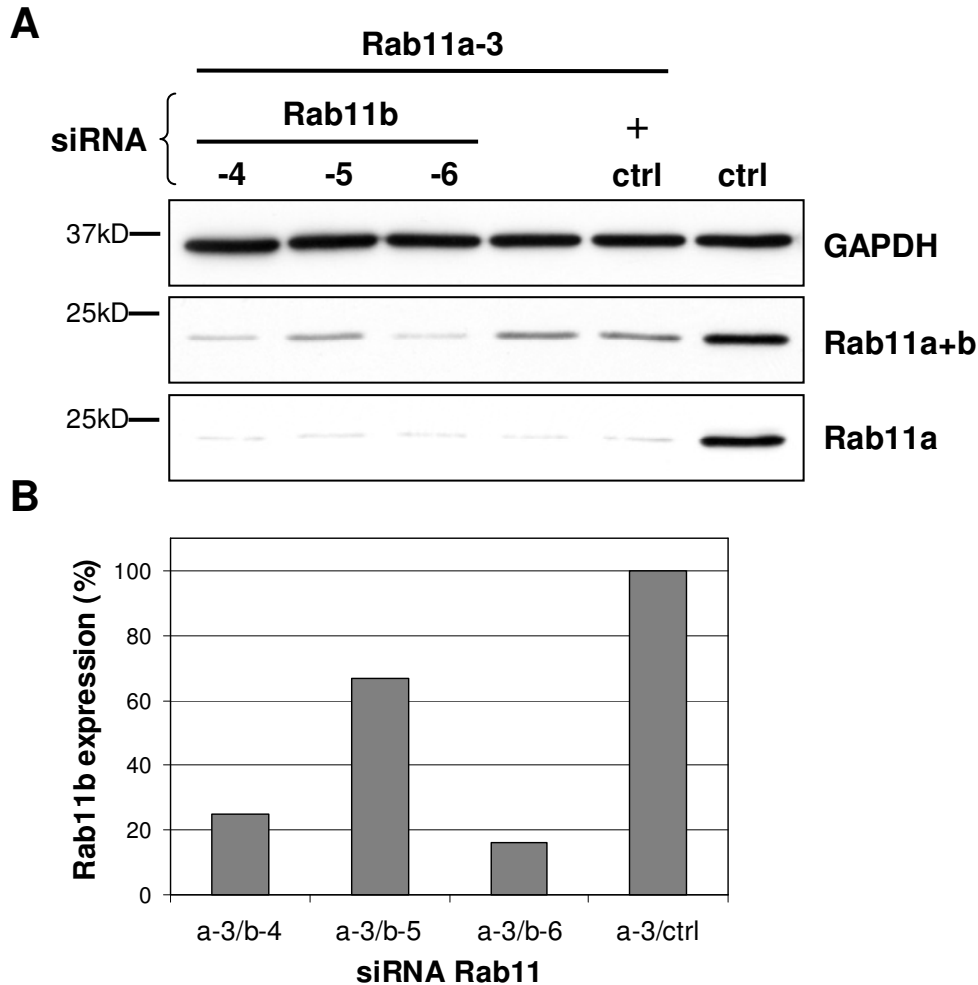 A
Rab11a-3
siRNA
Rab11b
+
-4 -5 -6 ctrl ctrl
37kD
GAPDH
25kD
Rab11a+b
25kD
Rab11a
B
Rab11b expression (%)
100
80
60
40
20
0
a-3/b-4 a-3/b-5 a-3/b-6 a-3/ctrl
siRNA Rab11